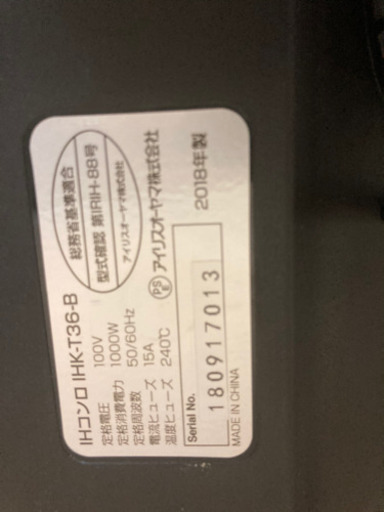 IHコンロ IHK-T36-B
定格電圧 100V
定格消費電力 1000W
定格周波数 50/60Hz
電流ヒューズ 15A
温度ヒューズ 240℃
総務省基準適合
型式確認 第IRIH-88号
アイリスオーヤマ株式会社
PS
E
アイリスオーヤマ株式会社
2018年製
Serial No.
180917013
MADE IN CHINA